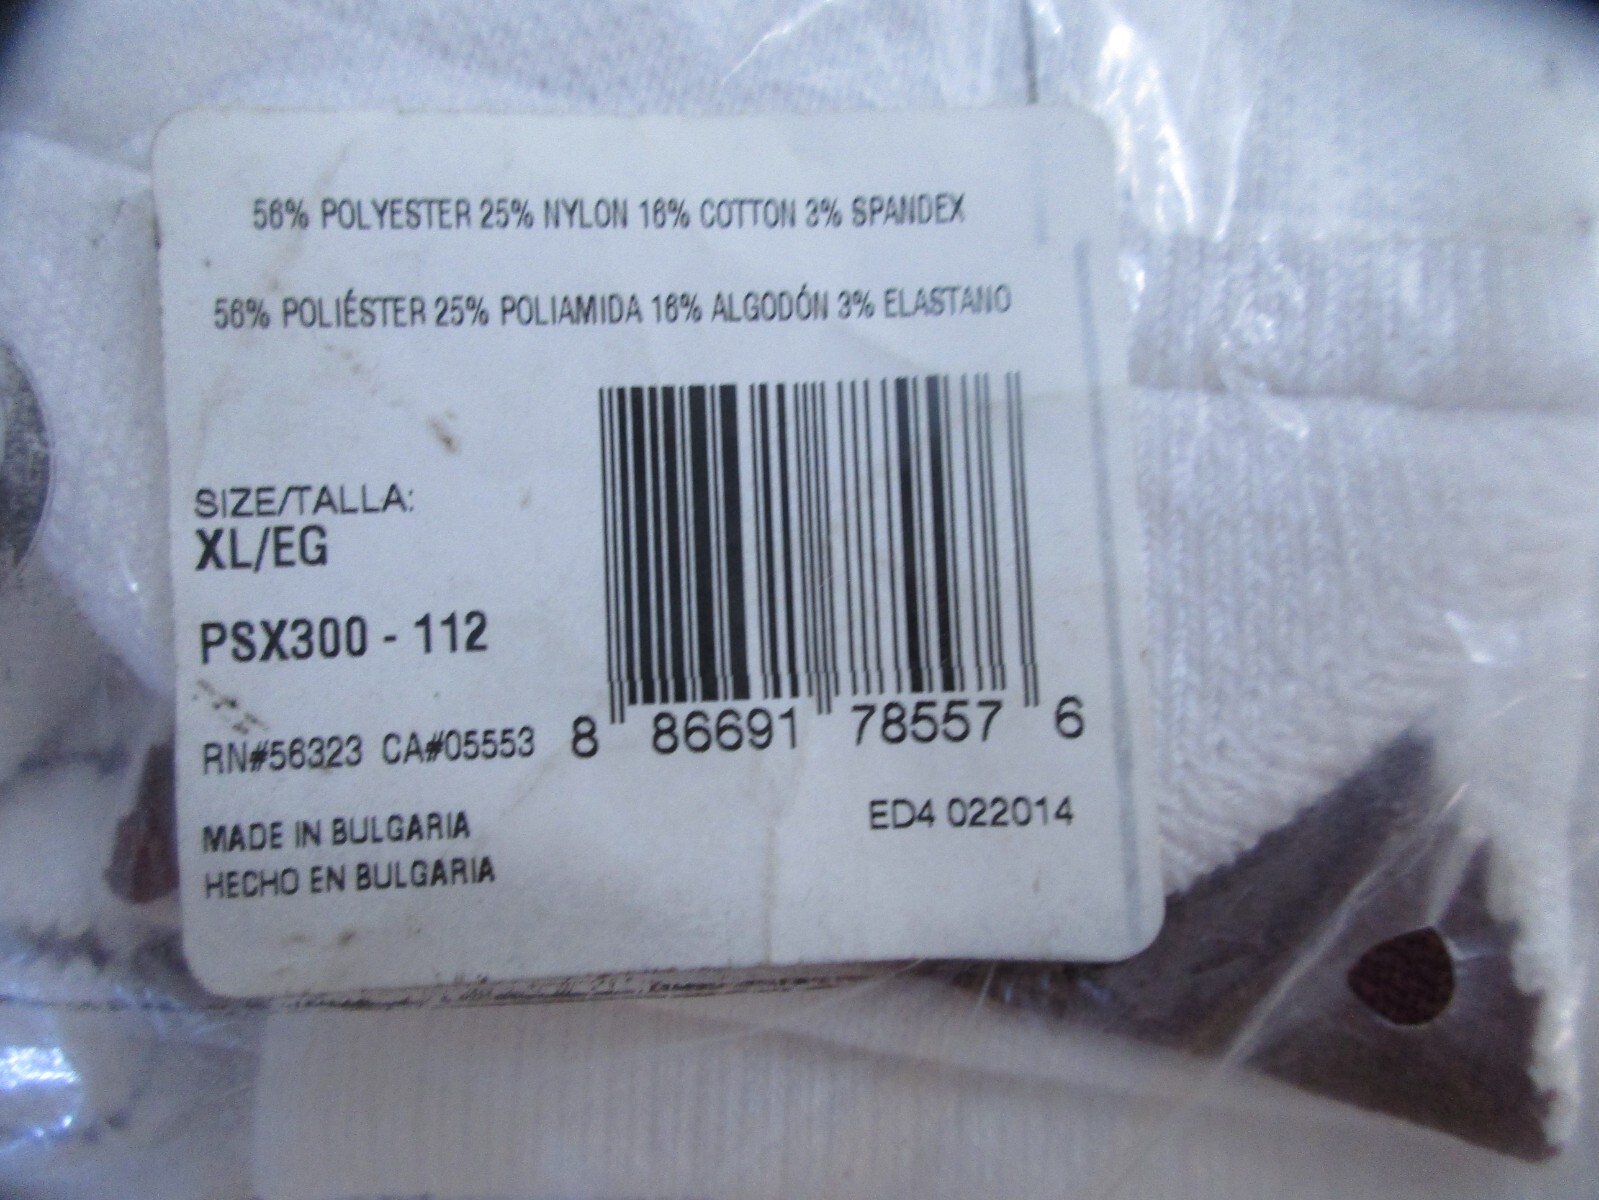 56% POLYESTER 25% NYLON 16% COTTON 3% SPANDEX
56% POLIÉSTER 25% POLIAMIDA 16% ALGODÓN 3% ELASTANO
SIZE/TALLA:
XL/EG
PSX300 - 112
RN#56323 CA#05553
8 86691 78557 6
MADE IN BULGARIA
HECHO EN BULGARIA
ED4 022014